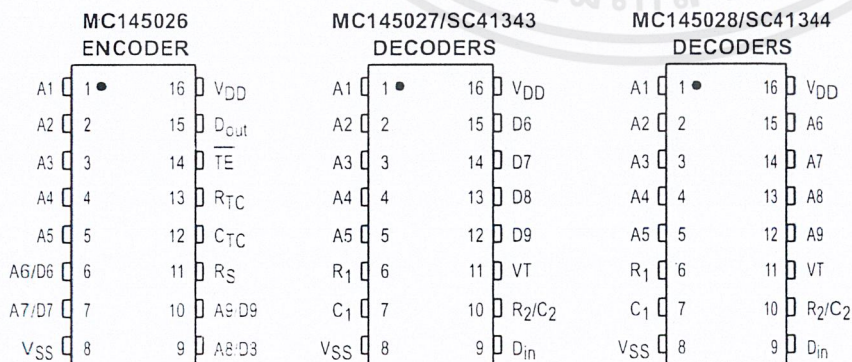 MC145026
ENCODER
A1 1 16 VDD
A2 2 15 Dout
A3 3 14 TE
A4 4 13 RTC
A5 5 12 CTC
A6/D6 6 11 RS
A7/D7 7 10 A9/D9
VSS 8 9 A8/D3
MC145027/SC41343
DECODERS
A1 1 16 VDD
A2 2 15 D6
A3 3 14 D7
A4 4 13 D8
A5 5 12 D9
R1 6 11 VT
C1 7 10 R2/C2
VSS 8 9 Din
MC145028/SC41344
DECODERS
A1 1 16 VDD
A2 2 15 A6
A3 3 14 A7
A4 4 13 A8
A5 5 12 A9
R1 6 11 VT
C1 7 10 R2/C2
VSS 8 9 Din